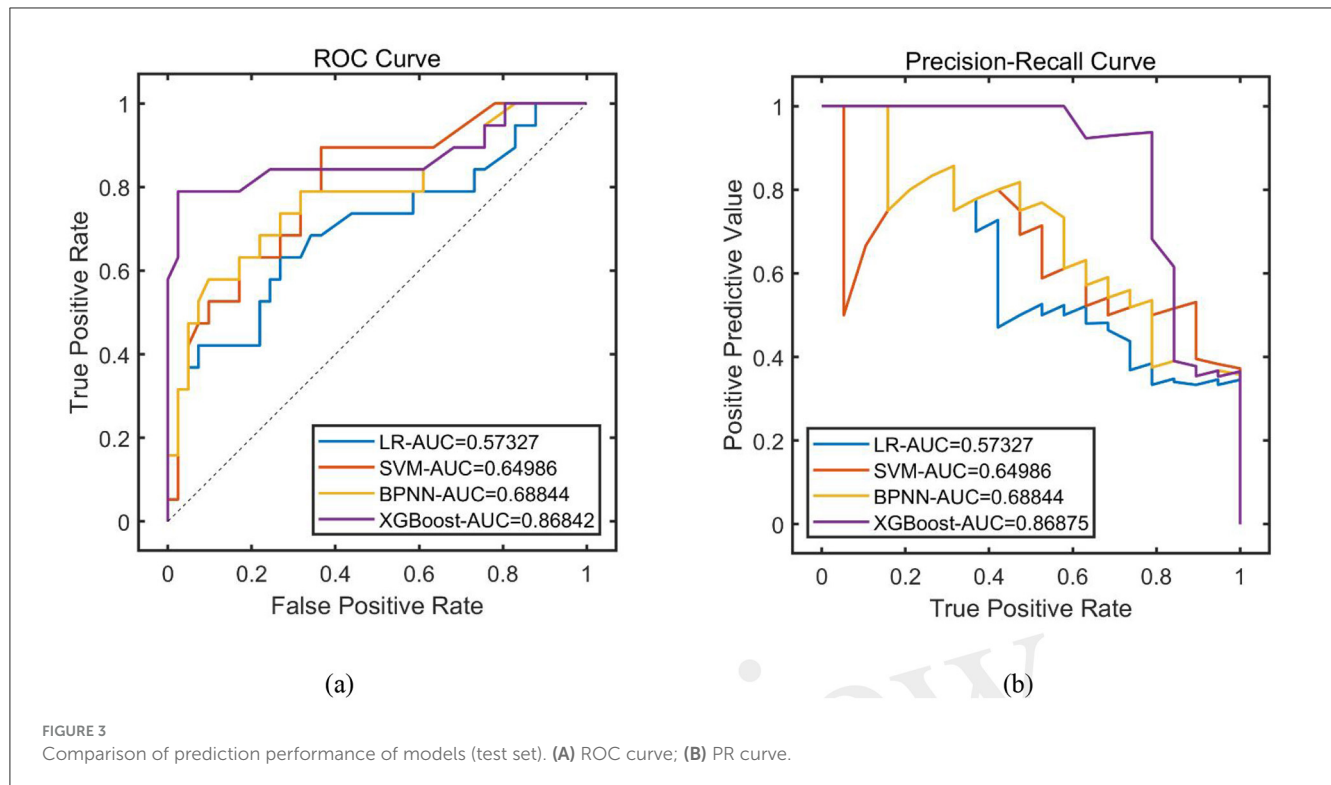 ROC Curve
1
0.8
0.6
0.4
0.2
0
True Positive Rate
LR-AUC=0.57327
SVM-AUC=0.64986
BPNN-AUC=0.68844
XGBoost-AUC=0.86842
0 0.2 0.4 0.6 0.8 1
False Positive Rate
(a)
Precision-Recall Curve
1
0.8
0.6
0.4
0.2
0
Positive Predictive Value
LR-AUC=0.57327
SVM-AUC=0.64986
BPNN-AUC=0.68844
XGBoost-AUC=0.86875
0 0.2 0.4 0.6 0.8 1
True Positive Rate
(b)
FIGURE 3
Comparison of prediction performance of models (test set). (A) ROC curve; (B) PR curve.